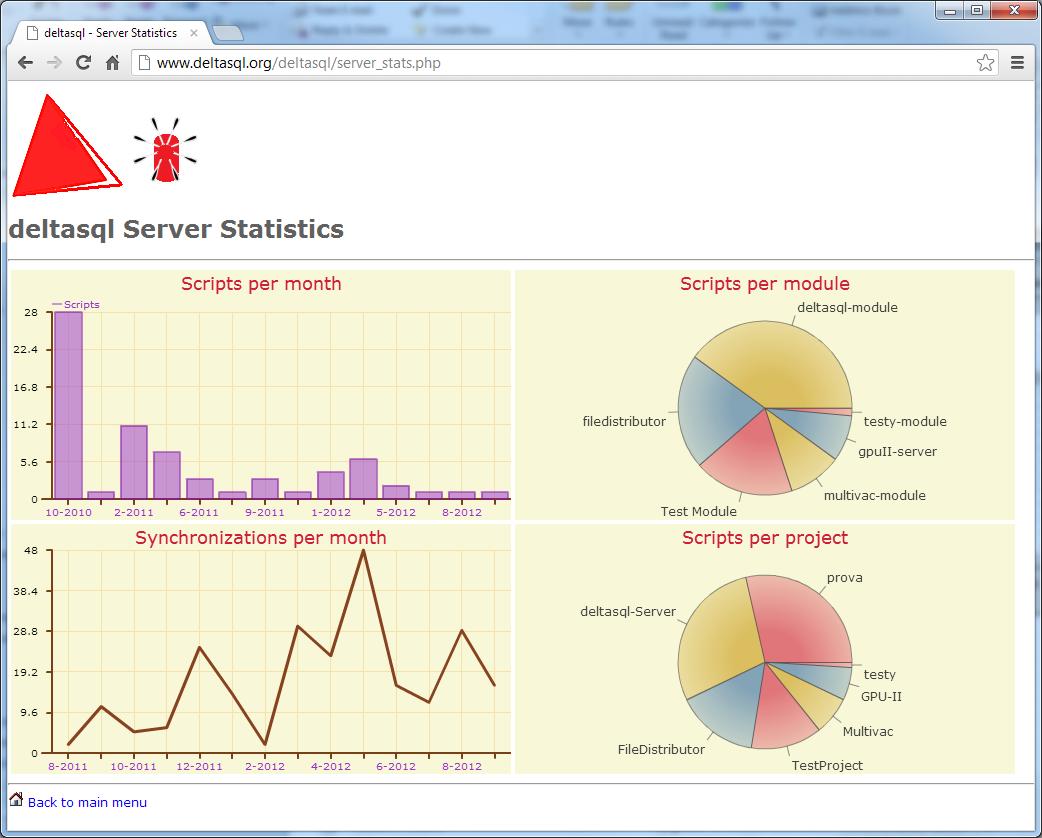 deltasql - Server Statistics
www.deltasql.org/deltasql/server_stats.php
deltasql Server Statistics
Scripts per month
Scripts
28
22.4
16.8
11.2
5.6
0
10-2010 2-2011 6-2011 9-2011 1-2012 5-2012 8-2012
Scripts per module
deltasql-module
filedistributor
testy-module
gpuII-server
multivac-module
Test Module
Synchronizations per month
48
38.4
28.8
19.2
9.6
0
8-2011 10-2011 12-2011 2-2012 4-2012 6-2012 8-2012
Scripts per project
prova
deltasql-Server
testy
GPU-II
Multivac
FileDistributor
TestProject
Back to main menu